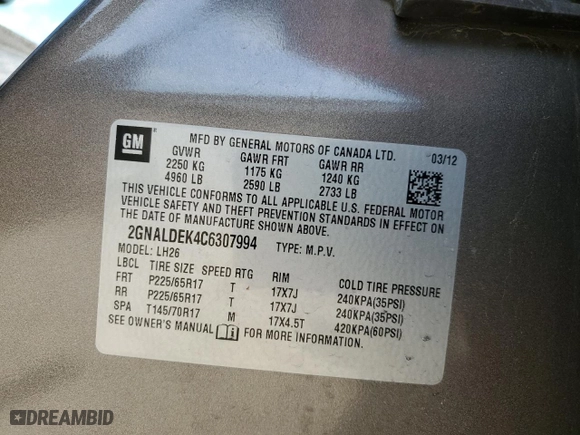 GM
MFD BY GENERAL MOTORS OF CANADA LTD.
03/12
GVWR GAWR FRT GAWR RR
2250 KG 1175 KG 1240 KG
4960 LB 2590 LB 2733 LB
THIS VEHICLE CONFORMS TO ALL APPLICABLE U.S. FEDERAL MOTOR
VEHICLE SAFETY AND THEFT PREVENTION STANDARDS IN EFFECT ON
THE DATE OF MANUFACTURE SHOWN ABOVE.
2GNALDEK4C6307994 TYPE: M.P.V.
MODEL: LH26
LBCL TIRE SIZE SPEED RTG RIM COLD TIRE PRESSURE
FRT P225/65R17 T 17X7J 240KPA(35PSI)
RR P225/65R17 T 17X7J 240KPA(35PSI)
SPA T145/70R17 M 17X4.5T 420KPA(60PSI)
SEE OWNER'S MANUAL FOR MORE INFORMATION.
DREAMBID